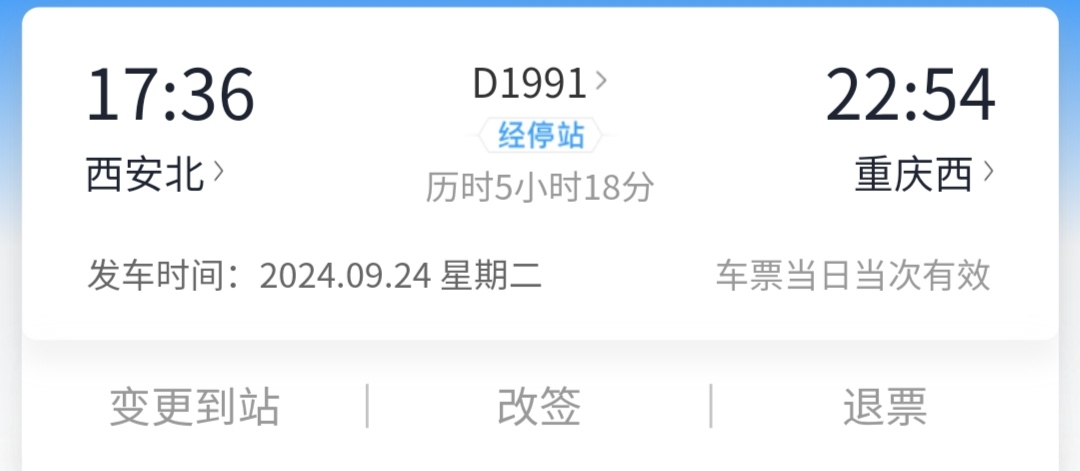 17:36 D1991 22:54
经停站
西安北 重庆西
历时5小时18分
发车时间：2024.09.24 星期二 车票当日当次有效
变更到站 改签 退票